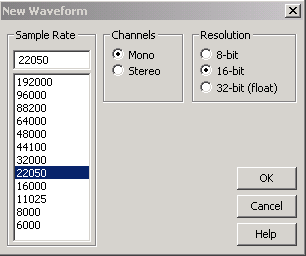 New Waveform
Sample Rate
22050
192000
96000
88200
64000
48000
44100
32000
22050
16000
11025
8000
6000
Channels
Mono
Stereo
Resolution
8-bit
16-bit
32-bit (float)
OK
Cancel
Help